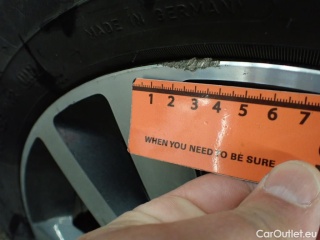 MADE IN GERMANY
1 2 3 4 5 6 7
WHEN YOU NEED TO BE SURE
CarOutlet.eu